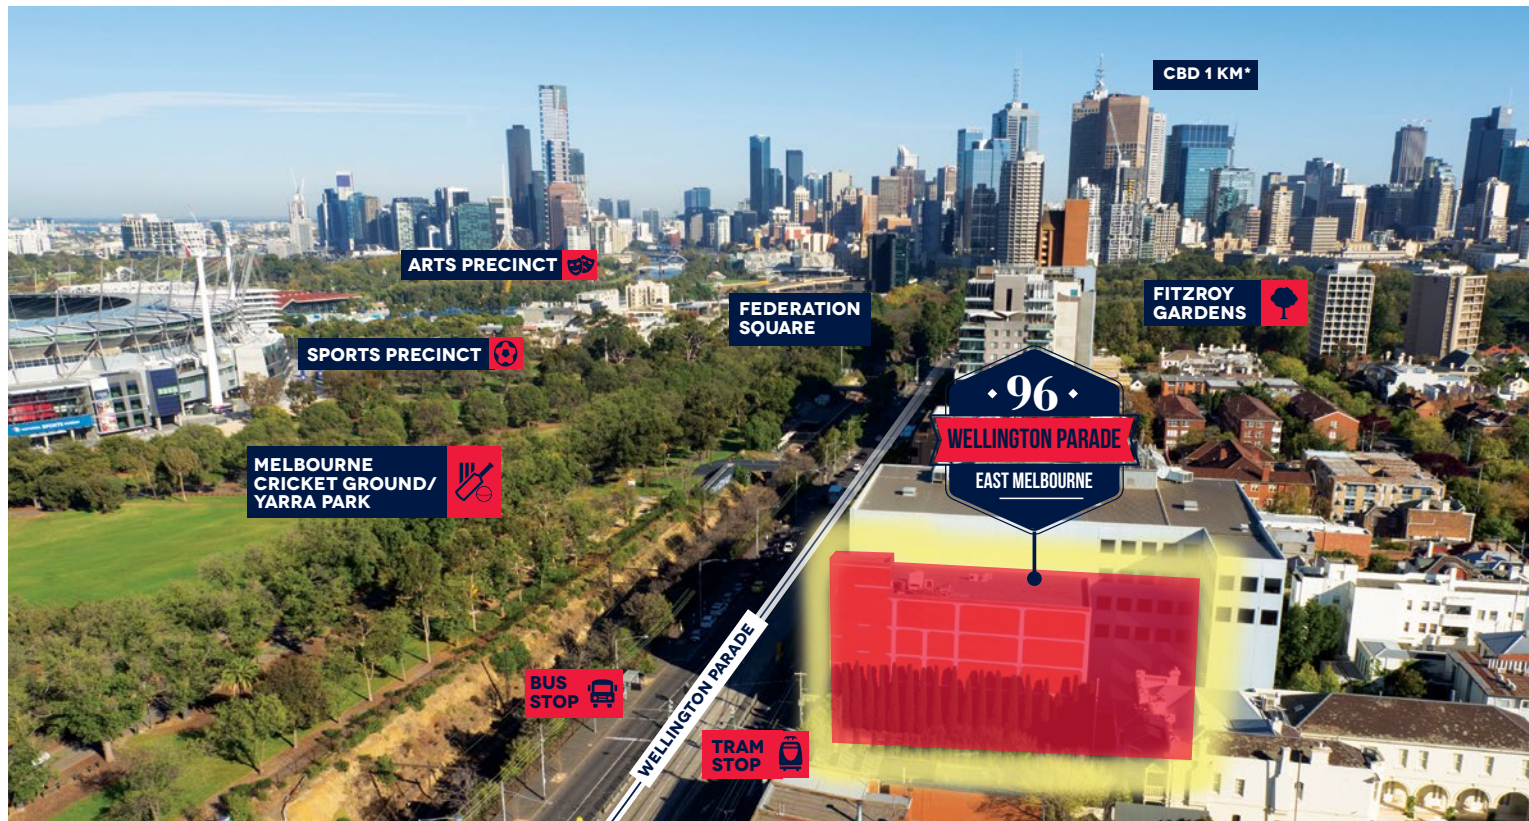 CBD 1 KM*
ARTS PRECINCT
FEDERATION
SQUARE
FITZROY
GARDENS
SPORTS PRECINCT
96
WELLINGTON PARADE
EAST MELBOURNE
MELBOURNE
CRICKET GROUND/
YARRA PARK
BUS
STOP
WELLINGTON PARADE
TRAM
STOP